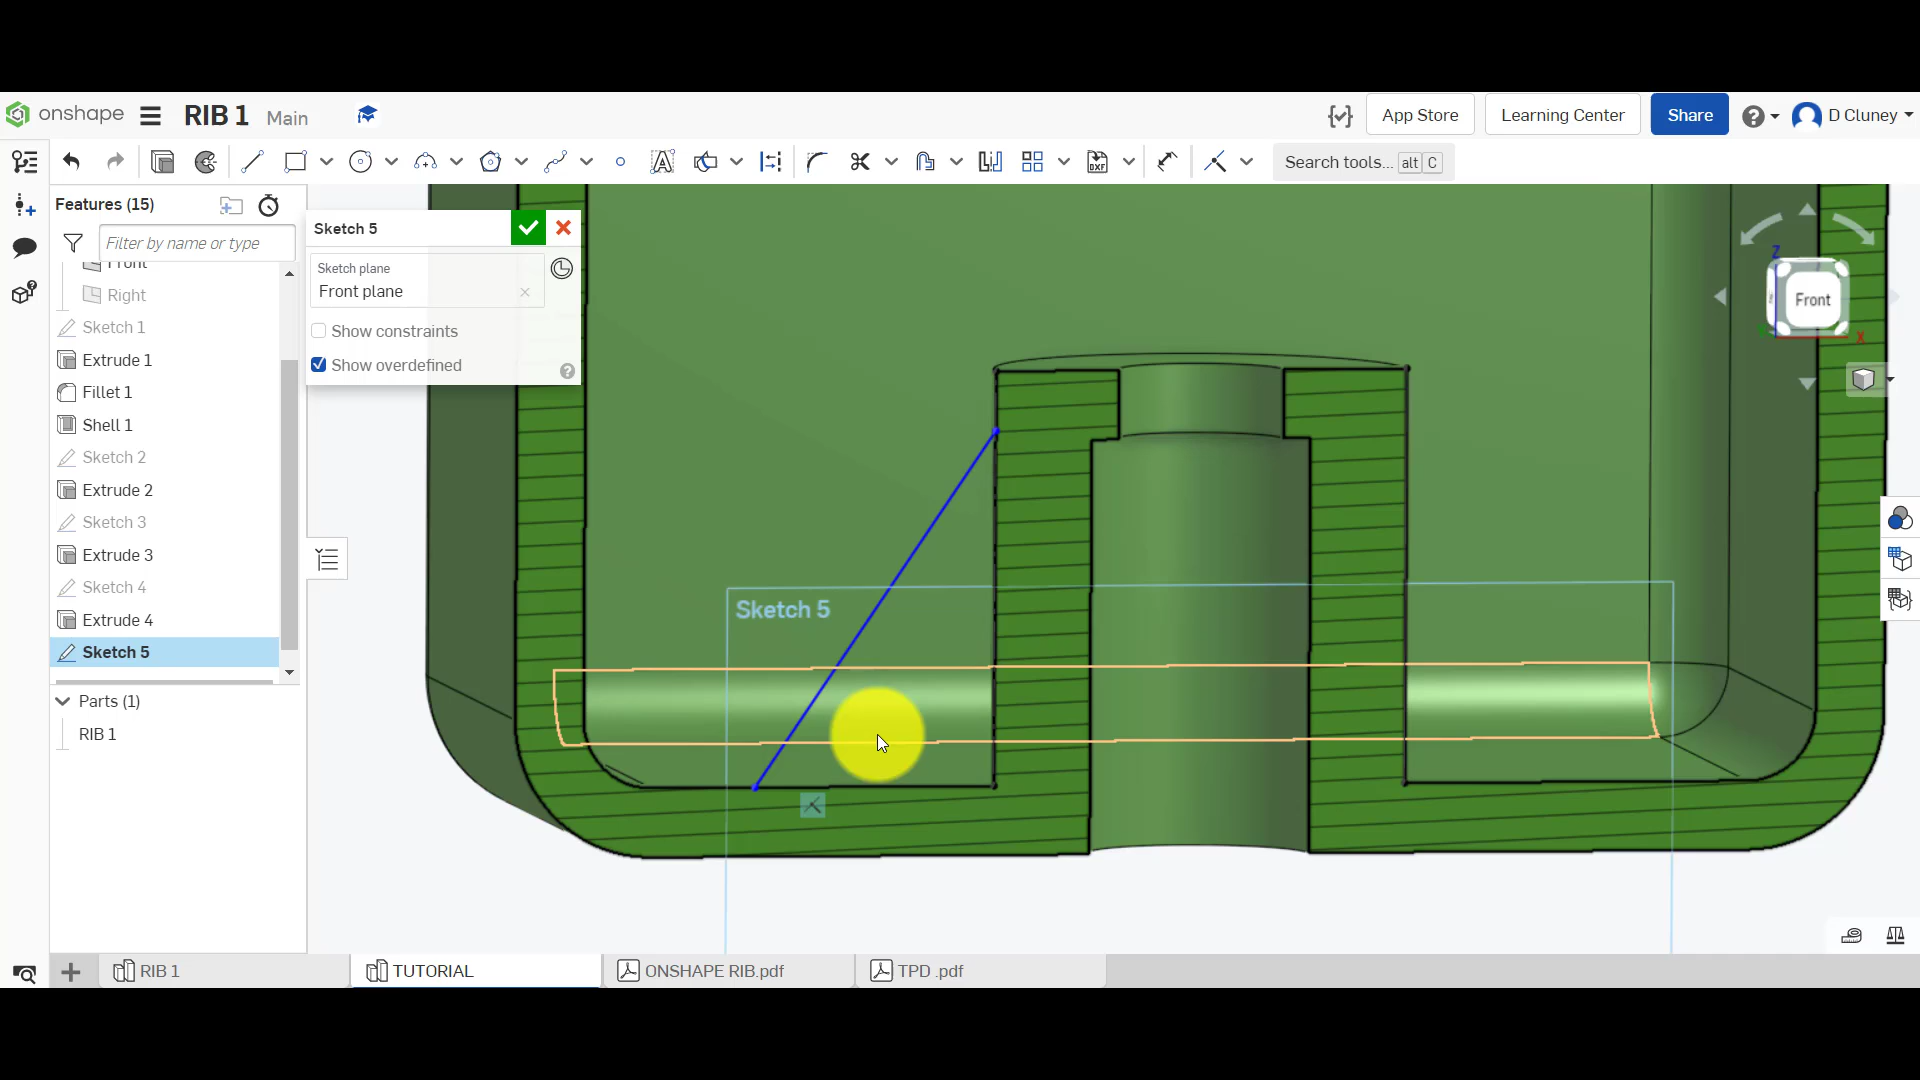 onshape
RIB 1 Main
App Store
Learning Center
Share
D Cluney
DXF
Search tools... alt C
Features (15)
Filter by name or type
Front
Right
Sketch 1
Extrude 1
Fillet 1
Shell 1
Sketch 2
Extrude 2
Sketch 3
Extrude 3
Sketch 4
Extrude 4
Sketch 5
Parts (1)
RIB 1
Sketch 5
Sketch plane
Front plane
Show constraints
Show overdefined
Sketch 5
Z
Front
X
RIB 1
TUTORIAL
ONSHAPE RIB.pdf
TPD .pdf